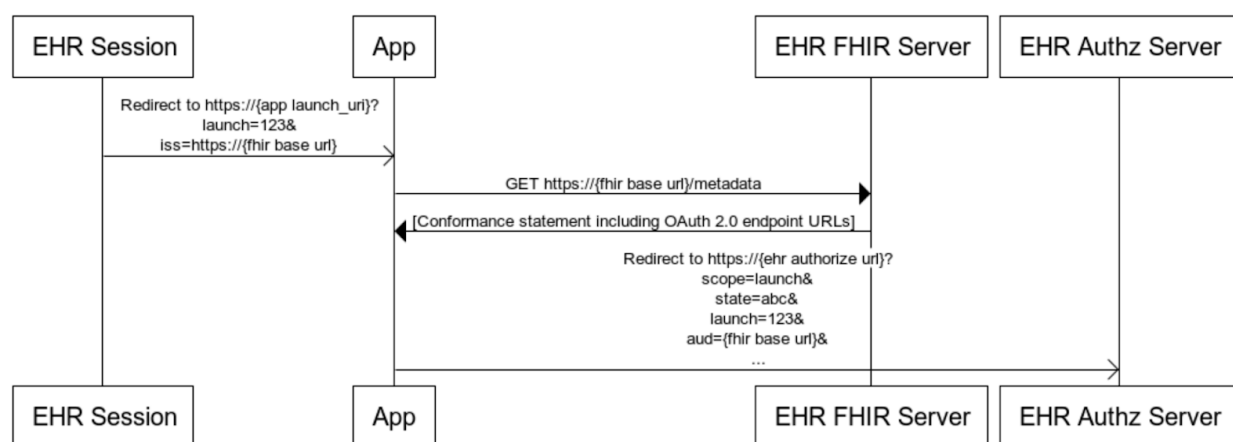 EHR Session
App
EHR FHIR Server
EHR Authz Server
Redirect to https://{app launch_uri}?
launch=123&
iss=https://{fhir base url}
GET https://{fhir base url}/metadata
[Conformance statement including OAuth 2.0 endpoint URLs]
Redirect to https://{ehr authorize url}?
scope=launch&
state=abc&
launch=123&
aud={fhir base url}&
...
EHR Session
App
EHR FHIR Server
EHR Authz Server